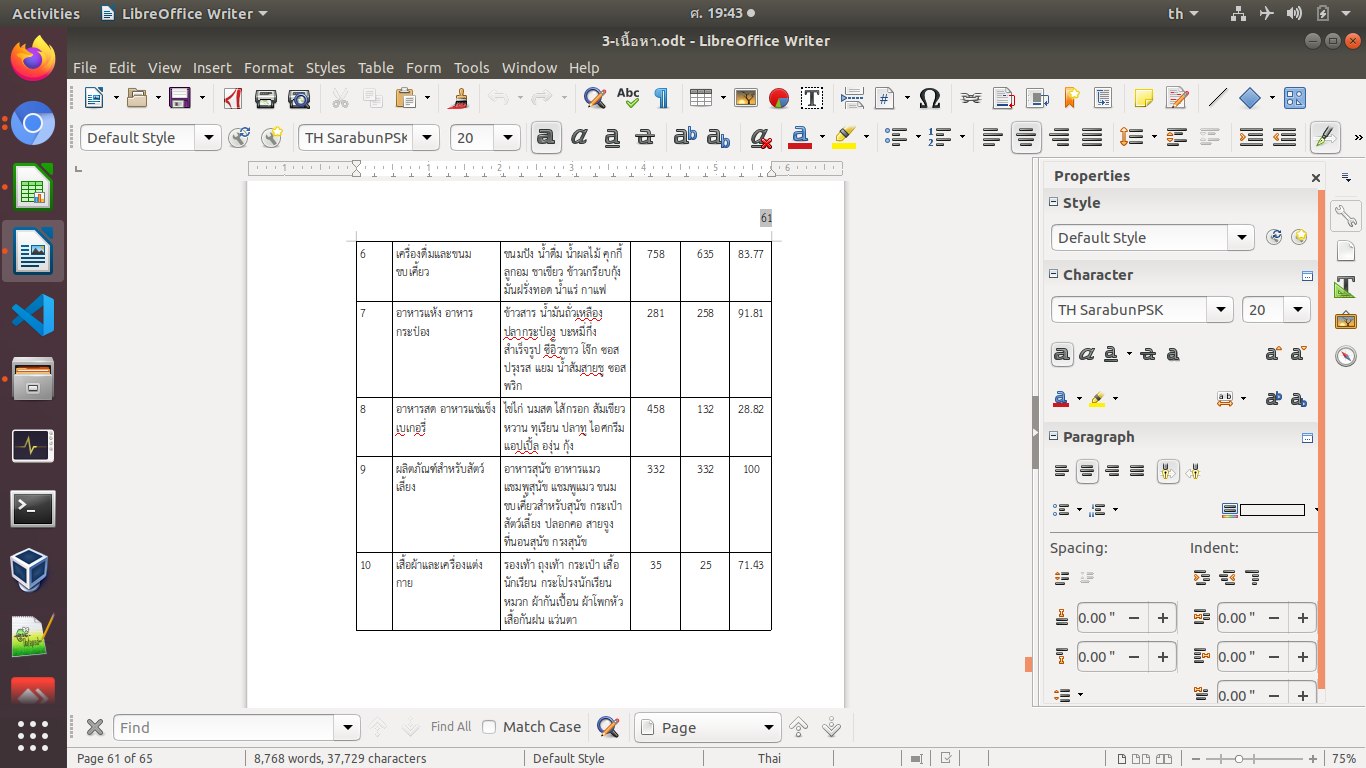 Activities LibreOffice Writer ศ. 19:43 th
3-เนื้อหา.odt - LibreOffice Writer
File Edit View Insert Format Styles Table Form Tools Window Help
Default Style TH SarabunPSK 20
1 1 2 3 4 5 6
61
6 เครื่องดื่มและขนม ขนมปัง น้ำดื่ม น้ำผลไม้ คุกกี้ 758 635 83.77
ขบเคี้ยว ลูกอม ชาเขียว ข้าวเกรียบกุ้ง
มันฝรั่งทอด น้ำแร่ กาแฟ
7 อาหารแห้ง อาหาร ข้าวสาร น้ำมันถั่วเหลือง 281 258 91.81
กระป๋อง ปลากระป๋อง บะหมี่กึ่ง
สำเร็จรูป ซีอิ๊วขาว โจ๊ก ซอส
ปรุงรส แยม น้ำส้มสายชู ซอส
พริก
8 อาหารสด อาหารแช่แข็ง ไข่ไก่ นมสด ไส้กรอก ส้มเขียว 458 132 28.82
เบเกอรี่ หวาน ทุเรียน ปลาทู ไอศกรีม
แอปเปิ้ล องุ่น กุ้ง
9 ผลิตภัณฑ์สำหรับสัตว์ อาหารสุนัข อาหารแมว 332 332 100
เลี้ยง แชมพูสุนัข แชมพูแมว ขนม
ขบเคี้ยวสำหรับสุนัข กระเป๋า
สัตว์เลี้ยง ปลอกคอ สายจูง
ที่นอนสุนัข กรงสุนัข
10 เสื้อผ้าและเครื่องแต่ง รองเท้า ถุงเท้า กระเป๋า เสื้อ 35 25 71.43
กาย นักเรียน กระโปรงนักเรียน
หมวก ผ้ากันเปื้อน ผ้าโพกหัว
เสื้อกันฝน แว่นตา
Properties
Style
Default Style
Character
TH SarabunPSK 20
Paragraph
Spacing: Indent:
0.00 " 0.00 "
0.00 " 0.00 "
0.00 "
Find Find All Match Case Page
Page 61 of 65 8,768 words, 37,729 characters Default Style Thai 75%